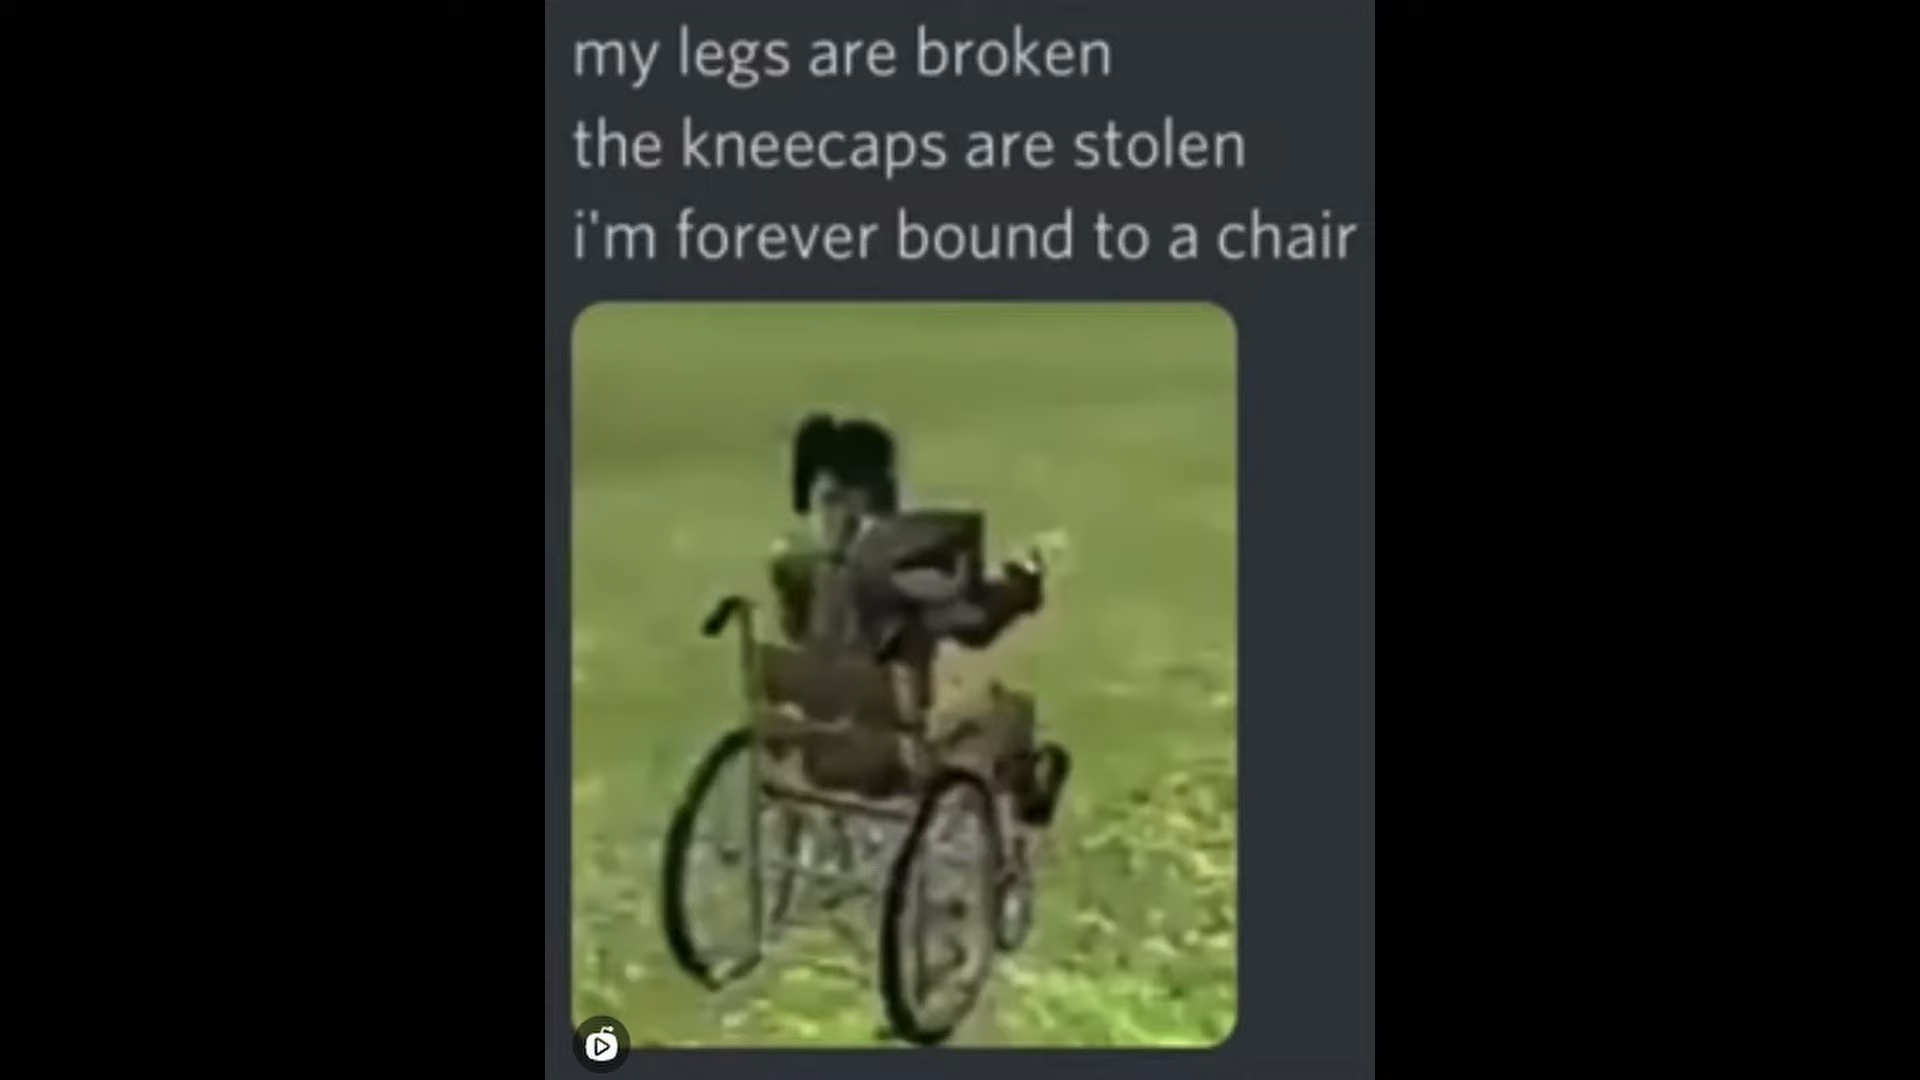 my legs are broken
the kneecaps are stolen
i'm forever bound to a chair